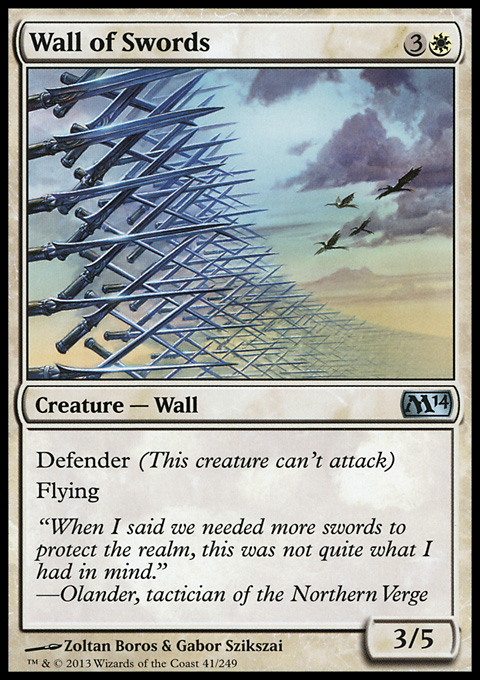 Wall of Swords 3
Creature — Wall M14
Defender (This creature can't attack)
Flying
“When I said we needed more swords to
protect the realm, this was not quite what I
had in mind.”
—Olander, tactician of the Northern Verge
Zoltan Boros & Gabor Szikszai
3/5
™ & © 2013 Wizards of the Coast 41/249